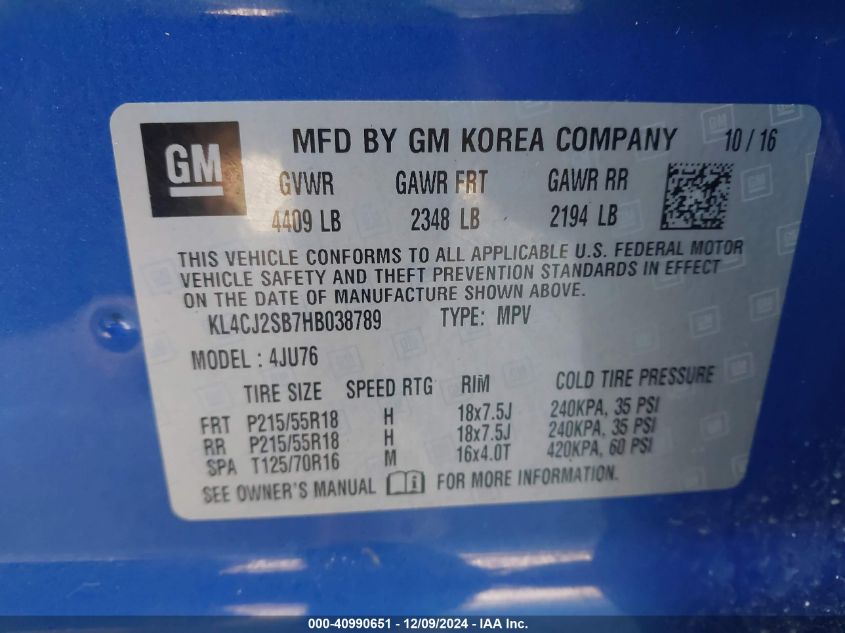 GM
MFD BY GM KOREA COMPANY 10 / 16
GVWR GAWR FRT GAWR RR
4409 LB 2348 LB 2194 LB
THIS VEHICLE CONFORMS TO ALL APPLICABLE U.S. FEDERAL MOTOR
VEHICLE SAFETY AND THEFT PREVENTION STANDARDS IN EFFECT
ON THE DATE OF MANUFACTURE SHOWN ABOVE.
KL4CJ2SB7HB038789 TYPE: MPV
MODEL : 4JU76
TIRE SIZE SPEED RTG RIM COLD TIRE PRESSURE
FRT P215/55R18 H 18x7.5J 240KPA, 35 PSI
RR P215/55R18 H 18x7.5J 240KPA, 35 PSI
SPA T125/70R16 M 16x4.0T 420KPA, 60 PSI
SEE OWNER'S MANUAL FOR MORE INFORMATION.
000-40990651 - 12/09/2024 - IAA Inc.